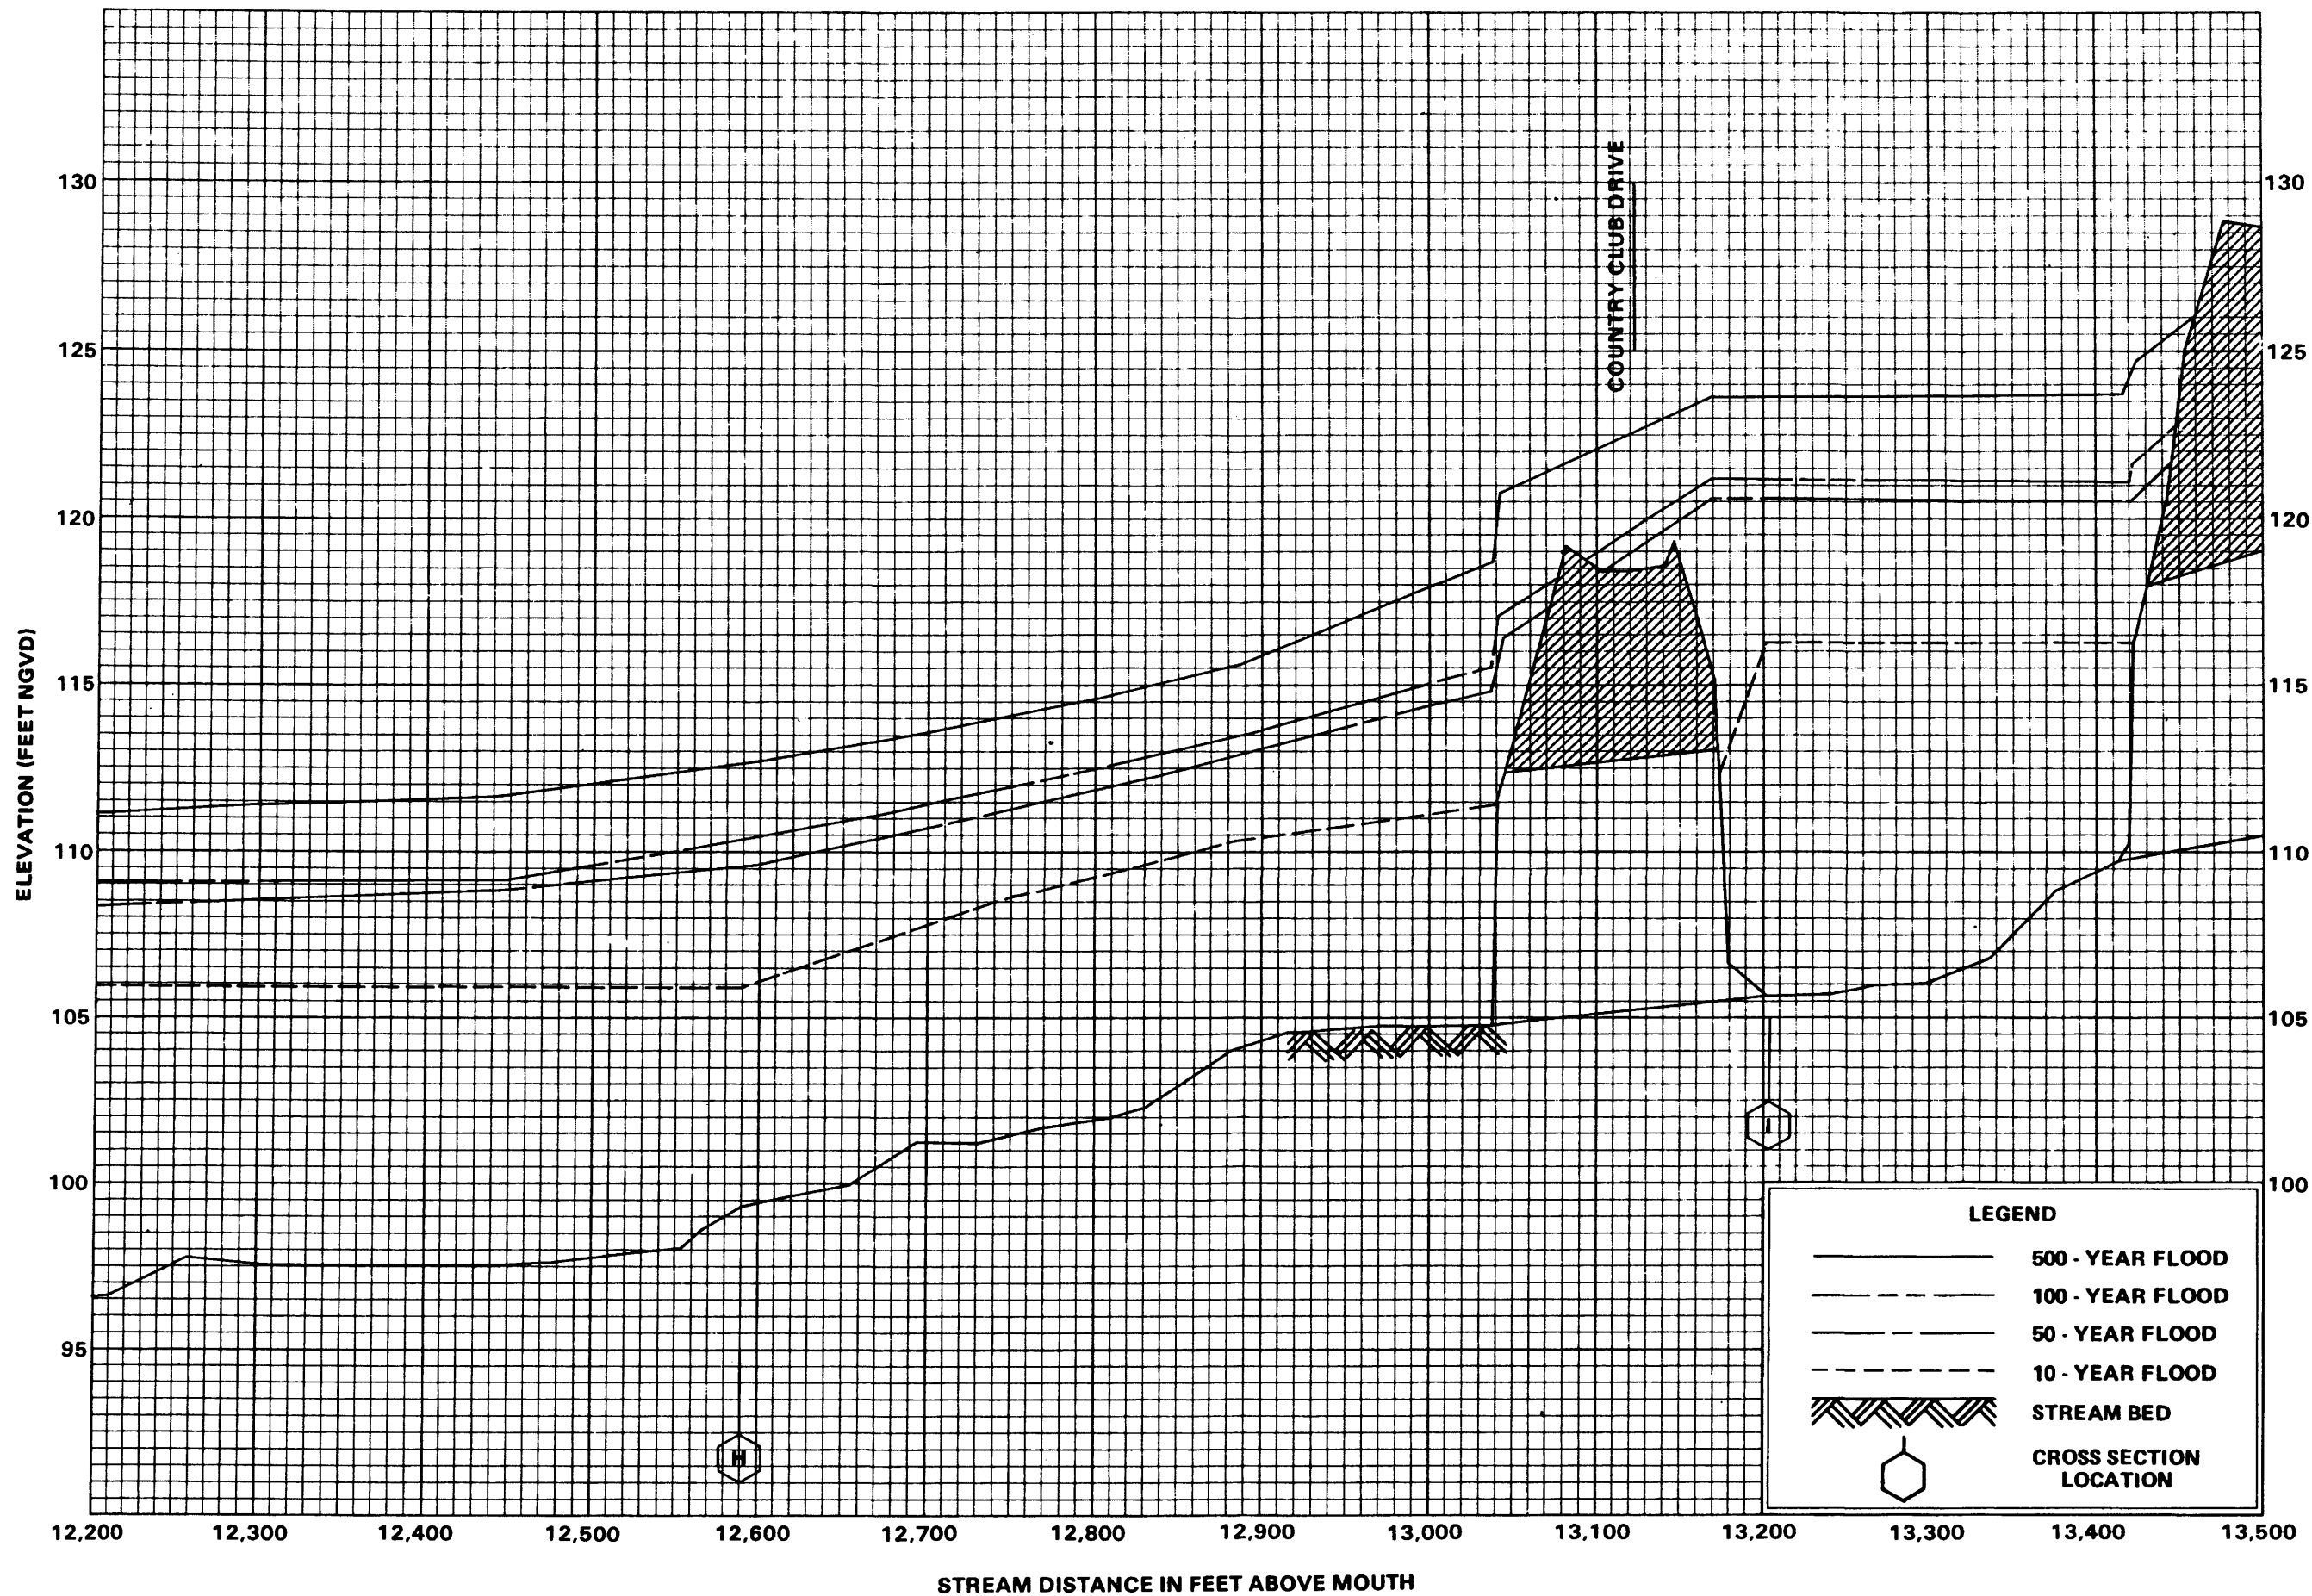 COUNTRY CLUB DRIVE
ELEVATION (FEET NGVD)
130
125
120
115
110
105
100
95
130
125
120
115
110
105
100
H
I
LEGEND
500 - YEAR FLOOD
100 - YEAR FLOOD
50 - YEAR FLOOD
10 - YEAR FLOOD
STREAM BED
CROSS SECTION
LOCATION
12,200 12,300 12,400 12,500 12,600 12,700 12,800 12,900 13,000 13,100 13,200 13,300 13,400 13,500
STREAM DISTANCE IN FEET ABOVE MOUTH